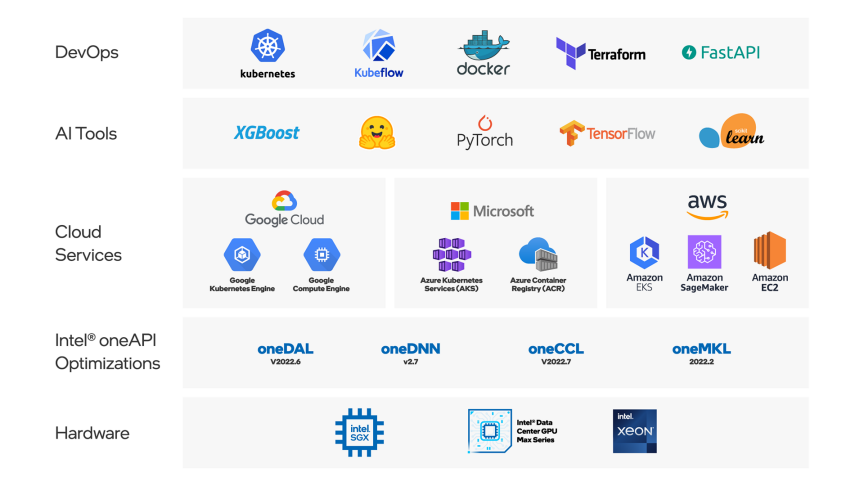 DevOps
kubernetes
Kubeflow
docker
Terraform
FastAPI
AI Tools
XGBoost
PyTorch
TensorFlow
scikit
learn
Cloud
Services
Google Cloud
Google
Kubernetes Engine
Google
Compute Engine
Microsoft
Azure Kubernetes
Services (AKS)
Azure Container
Registry (ACR)
aws
Amazon
EKS
Amazon
SageMaker
Amazon
EC2
Intel® oneAPI
Optimizations
oneDAL
V2022.6
oneDNN
v2.7
oneCCL
V2022.7
oneMKL
2022.2
Hardware
intel.
SGX
Intel® Data
Center GPU
Max Series
intel.
XEON